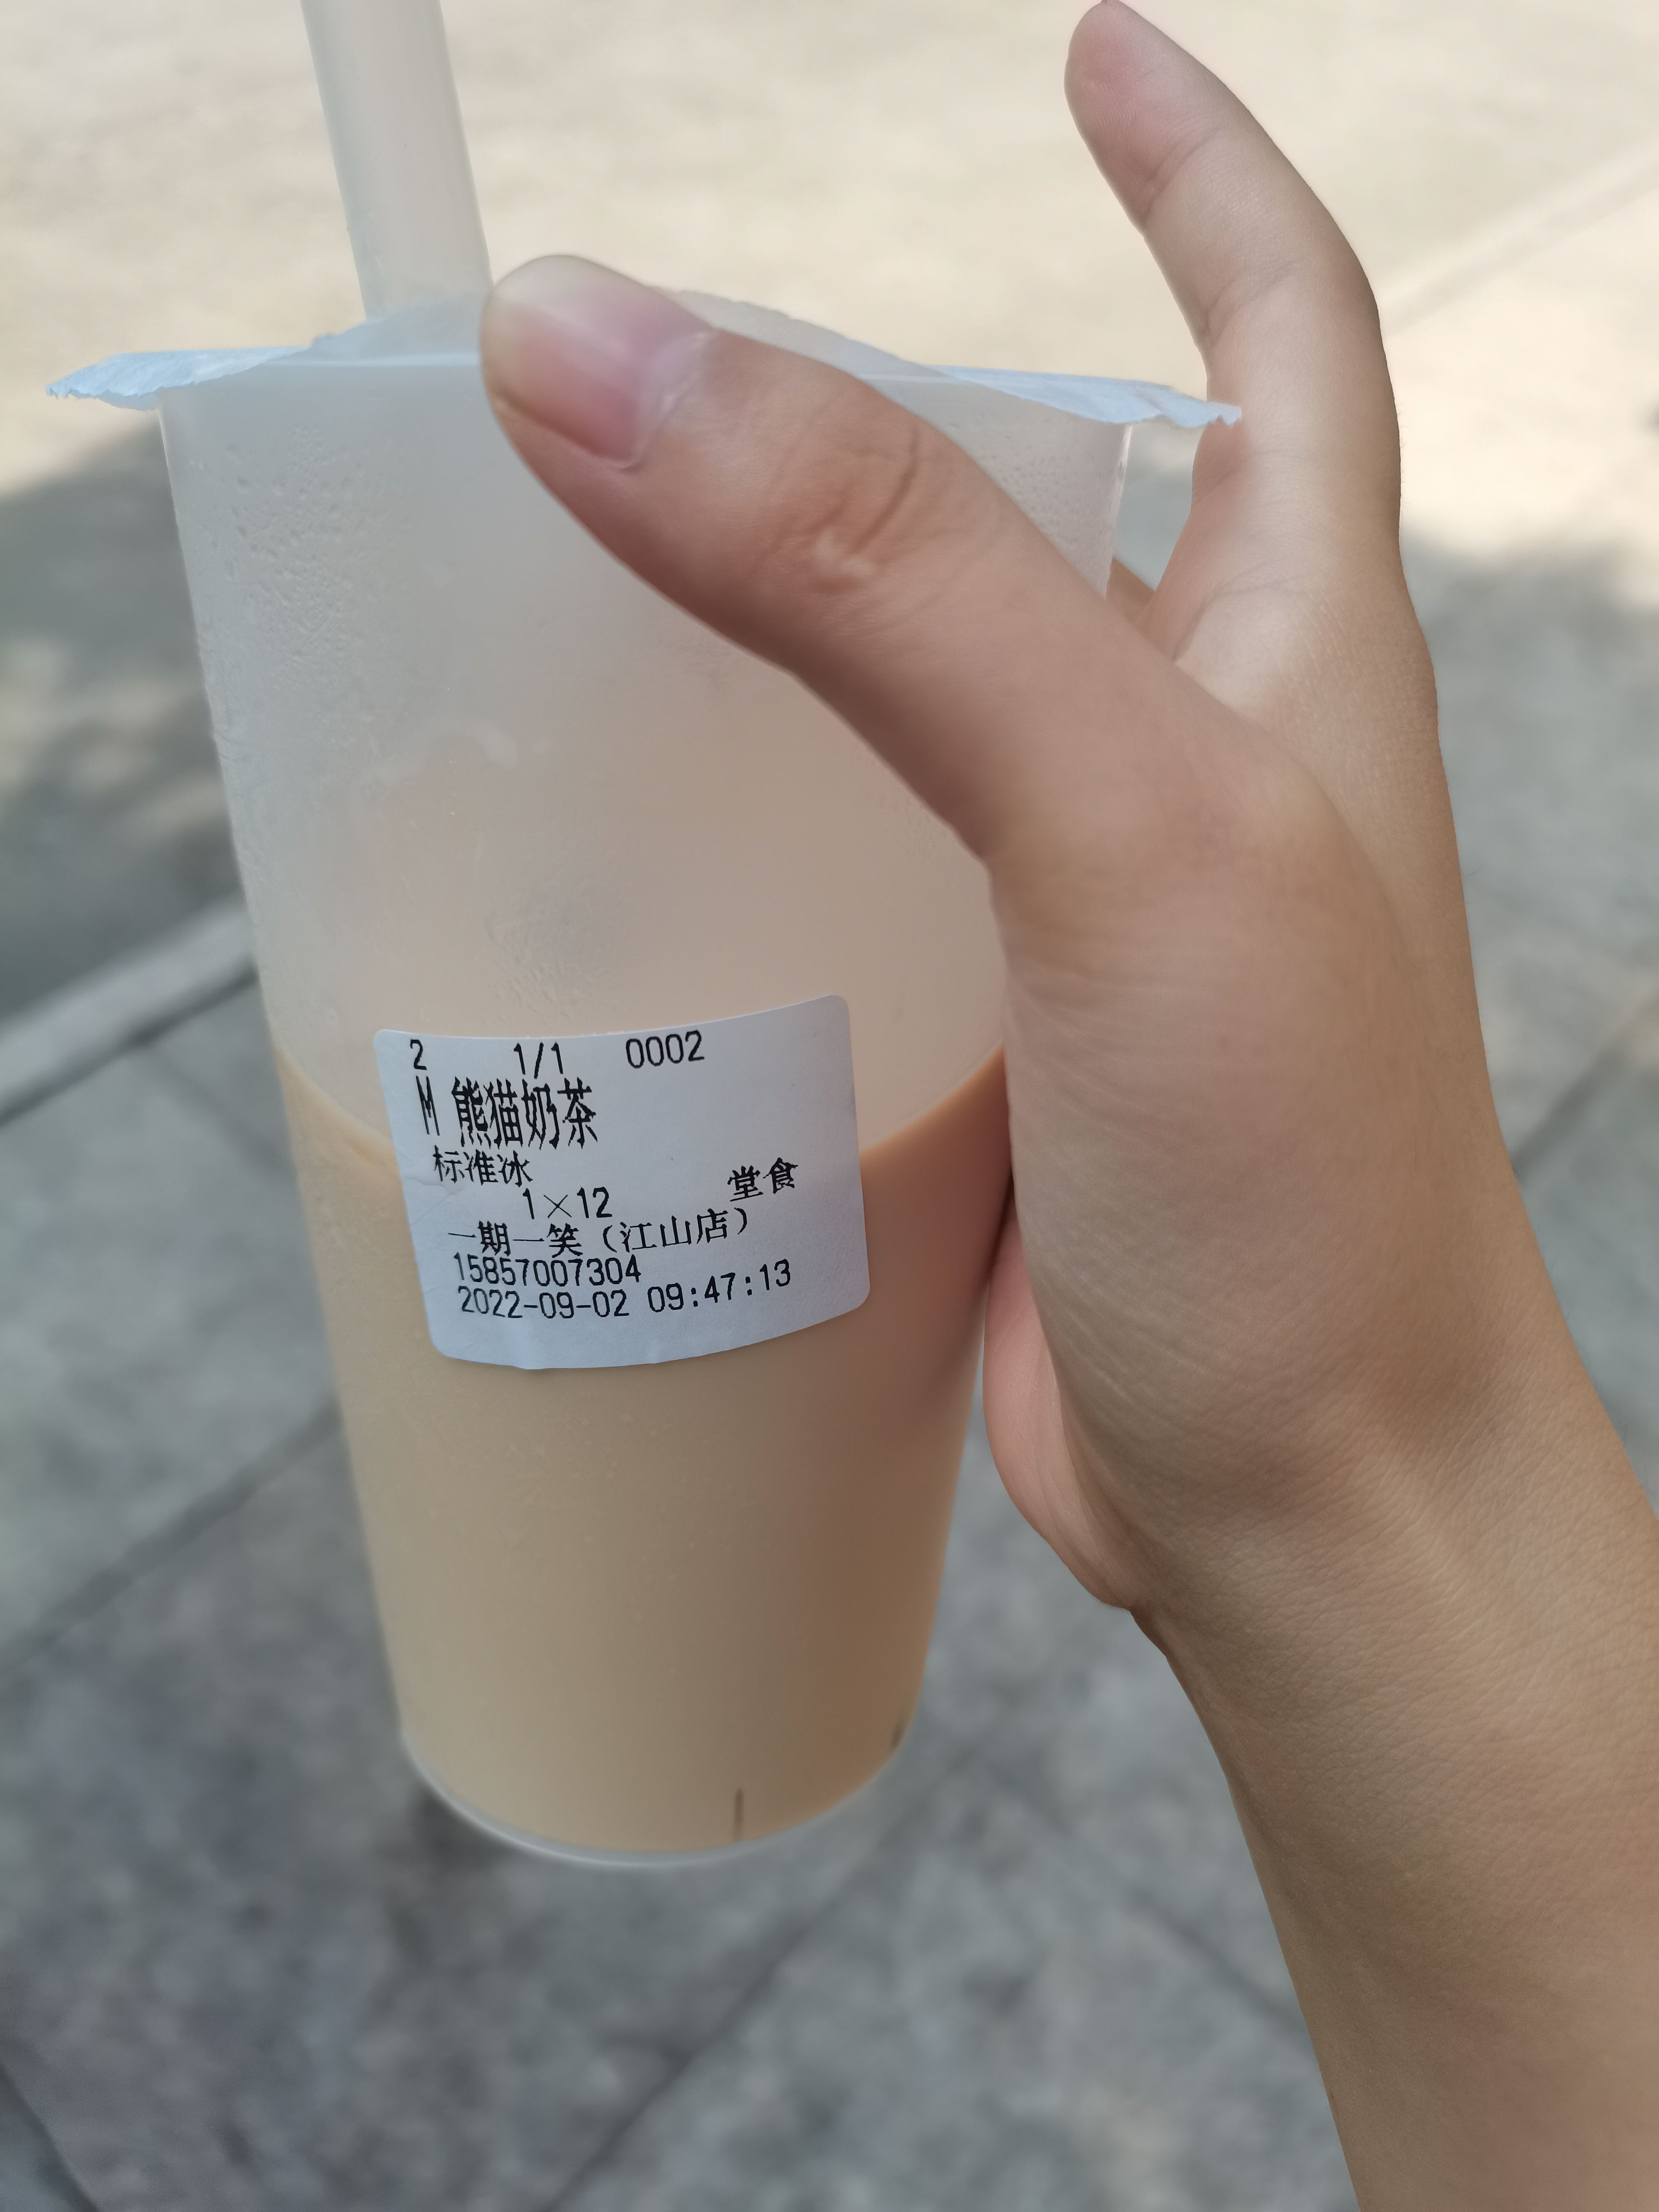 2 1/1 0002
M 熊猫奶茶
标准冰
1×12 堂食
一期一笑（江山店）
15857007304
2022-09-02 09:47:13